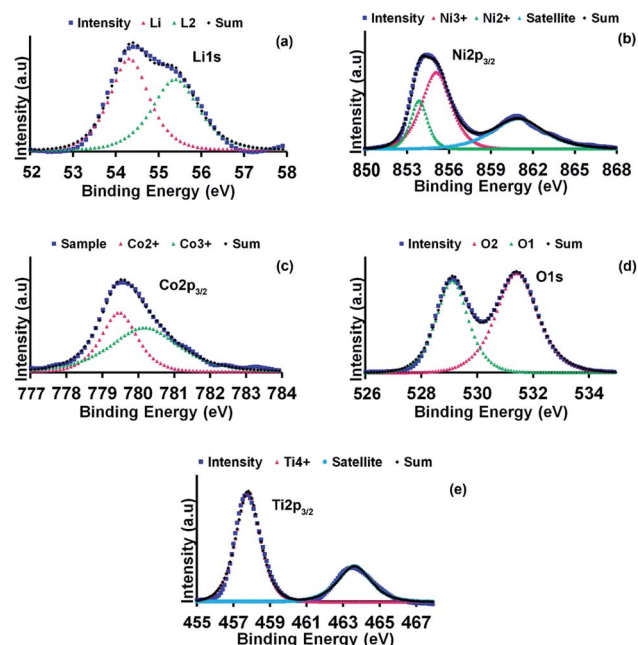 Intensity Li L2 Sum
(a)
Li1s
Intensity (a.u)
52 53 54 55 56 57 58
Binding Energy (eV)
Intensity Ni3+ Ni2+ Satellite Sum
(b)
Ni2p3/2
Intensity (a.u)
850 853 856 859 862 865 868
Binding Energy (eV)
Sample Co2+ Co3+ Sum
(c)
Co2p3/2
Intensity (a.u)
777 778 779 780 781 782 783 784
Binding Energy (eV)
Intensity O2 O1 Sum
(d)
O1s
Intensity (a.u)
526 528 530 532 534
Binding Energy (eV)
Intensity Ti4+ Satellite Sum
(e)
Ti2p3/2
Intensity (a.u)
455 457 459 461 463 465 467
Binding Energy (eV)